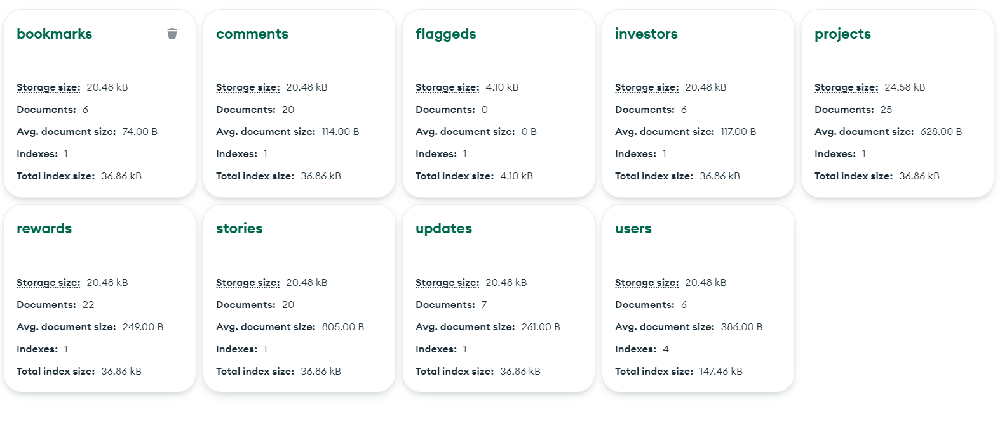 bookmarks
Storage size: 20.48 kB
Documents: 6
Avg. document size: 74.00 B
Indexes: 1
Total index size: 36.86 kB
comments
Storage size: 20.48 kB
Documents: 20
Avg. document size: 114.00 B
Indexes: 1
Total index size: 36.86 kB
flaggeds
Storage size: 4.10 kB
Documents: 0
Avg. document size: 0 B
Indexes: 1
Total index size: 4.10 kB
investors
Storage size: 20.48 kB
Documents: 6
Avg. document size: 117.00 B
Indexes: 1
Total index size: 36.86 kB
projects
Storage size: 24.58 kB
Documents: 25
Avg. document size: 628.00 B
Indexes: 1
Total index size: 36.86 kB
rewards
Storage size: 20.48 kB
Documents: 22
Avg. document size: 249.00 B
Indexes: 1
Total index size: 36.86 kB
stories
Storage size: 20.48 kB
Documents: 20
Avg. document size: 805.00 B
Indexes: 1
Total index size: 36.86 kB
updates
Storage size: 20.48 kB
Documents: 7
Avg. document size: 261.00 B
Indexes: 1
Total index size: 36.86 kB
users
Storage size: 20.48 kB
Documents: 6
Avg. document size: 386.00 B
Indexes: 4
Total index size: 147.46 kB